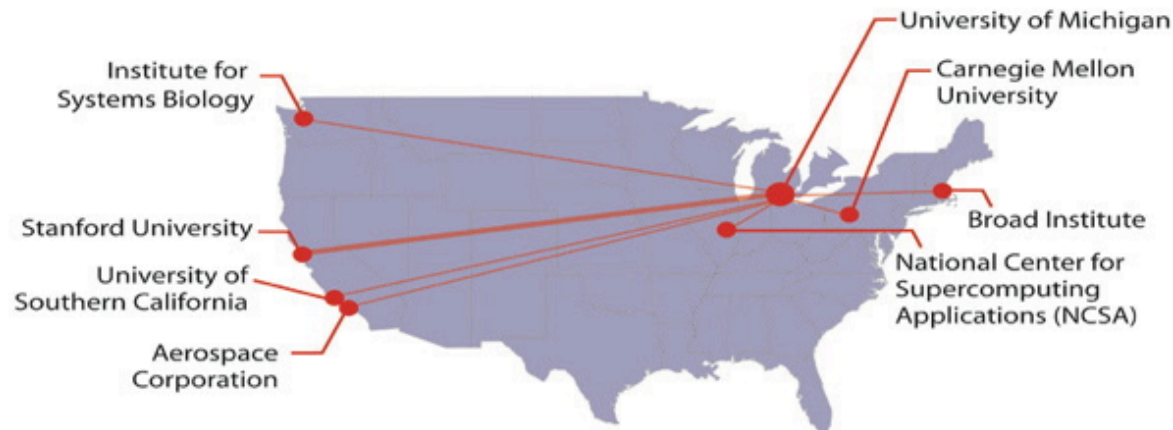 University of Michigan
Institute for
Systems Biology
Carnegie Mellon
University
Stanford University
Broad Institute
University of
Southern California
National Center for
Supercomputing
Applications (NCSA)
Aerospace
Corporation